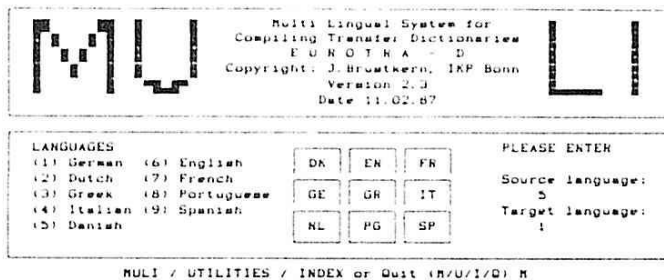 MU LI
Multi Lingual System for
Compiling Transfer Dictionaries
E U R O T R A - D
Copyright: J.Brustkern, IKP Bonn
Version 2.3
Date 11.02.87
LANGUAGES
(1) German (6) English
(2) Dutch (7) French
(3) Greek (8) Portuguese
(4) Italian (9) Spanish
(5) Danish
DK EN FR
GE GR IT
NL PG SP
PLEASE ENTER
Source language:
5
Target language:
1
MULI / UTILITIES / INDEX or Quit (M/U/I/Q) M